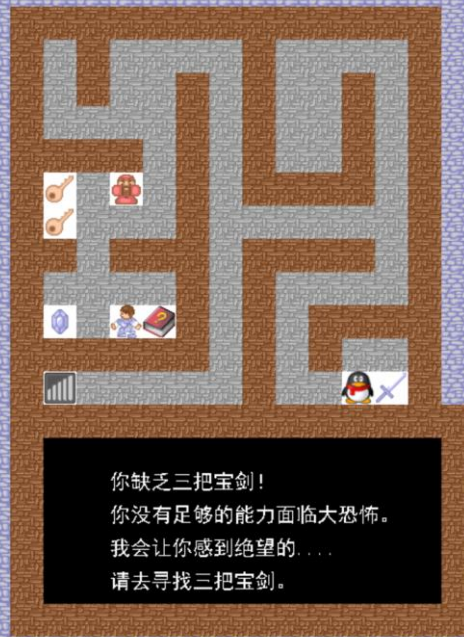 你缺乏三把宝剑!
你没有足够的能力面临大恐怖。
我会让你感到绝望的....
请去寻找三把宝剑。